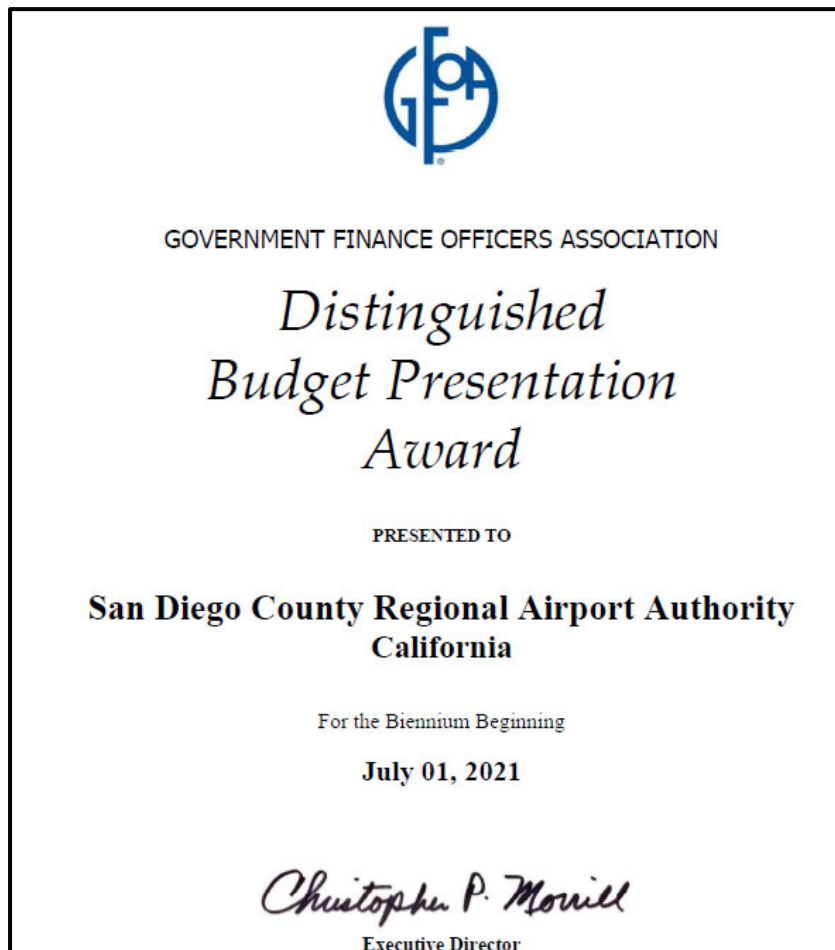 GFOA
GOVERNMENT FINANCE OFFICERS ASSOCIATION
Distinguished
Budget Presentation
Award
PRESENTED TO
San Diego County Regional Airport Authority
California
For the Biennium Beginning
July 01, 2021
Christopher P. Morrill
Executive Director